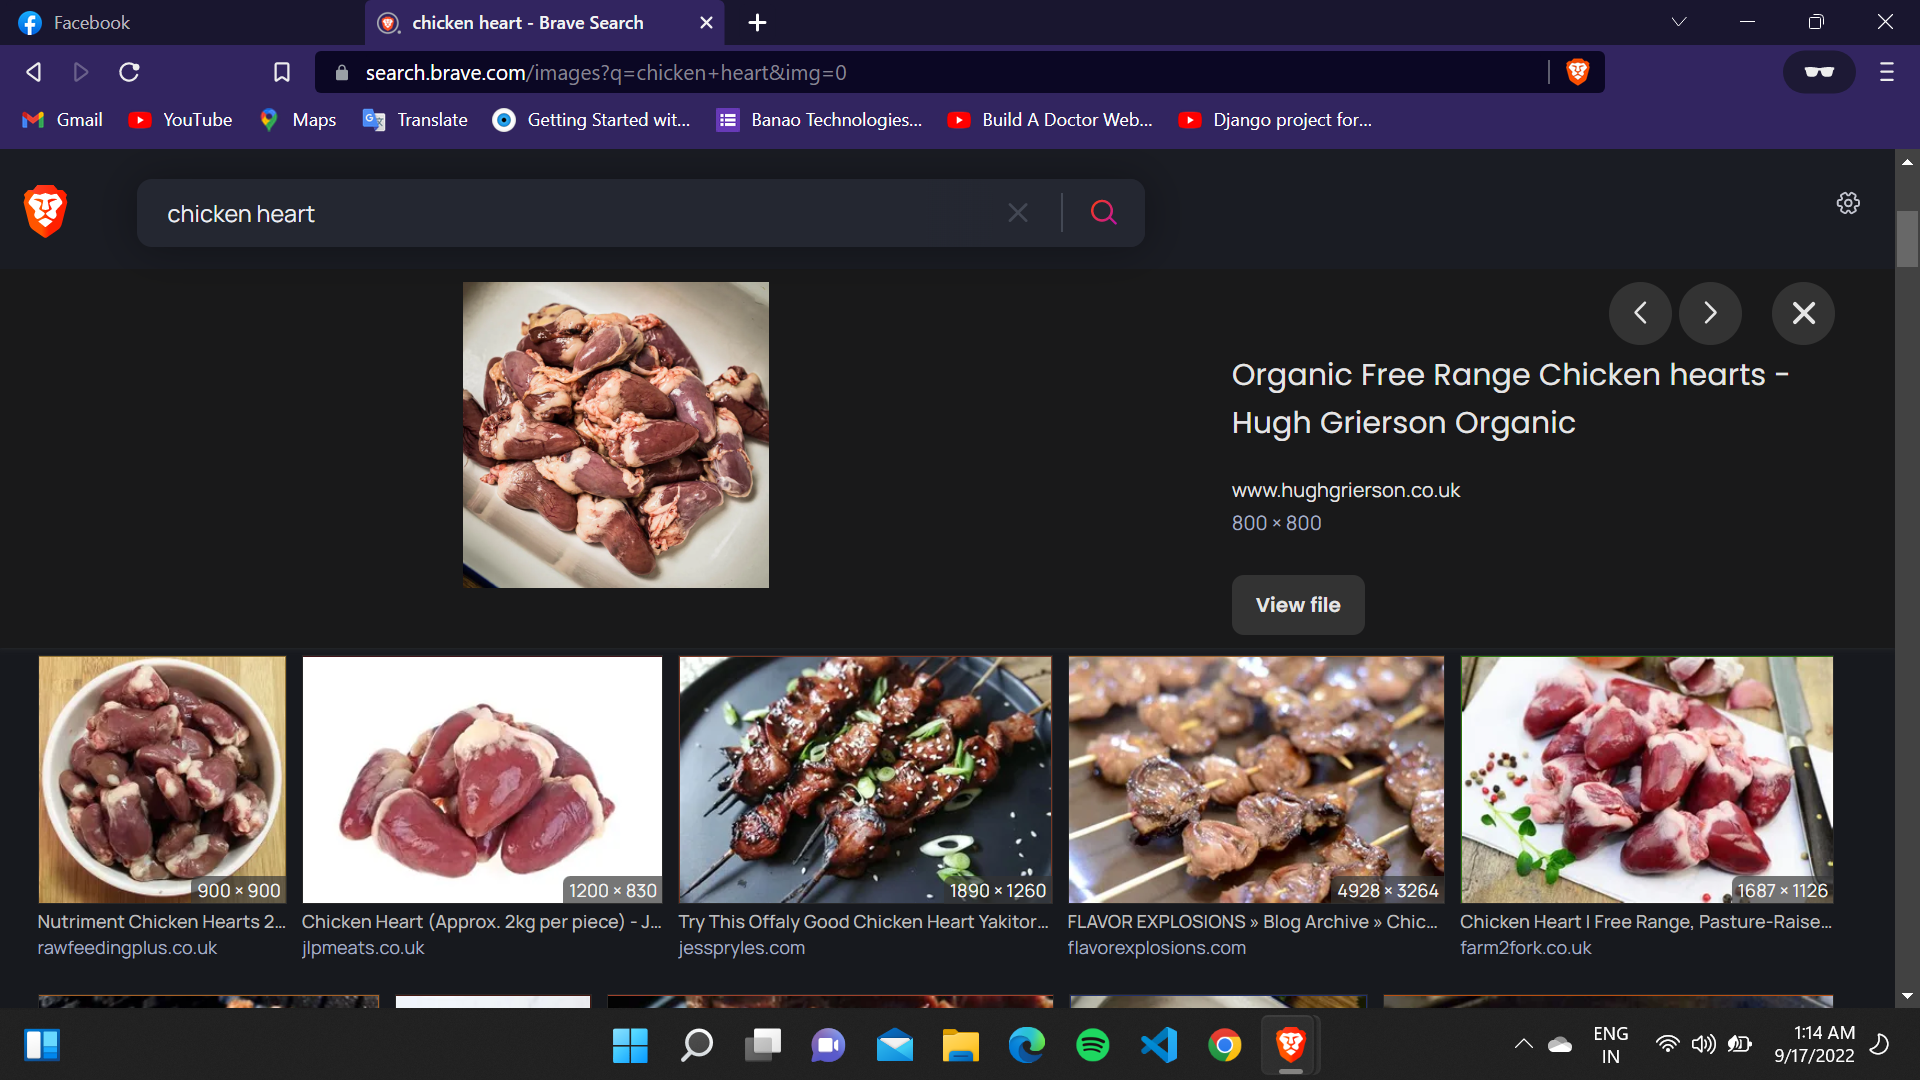 Facebook
chicken heart - Brave Search
search.brave.com/images?q=chicken+heart&img=0
Gmail
YouTube
Maps
Translate
Getting Started wit...
Banao Technologies...
Build A Doctor Web...
Django project for...
chicken heart
Organic Free Range Chicken hearts -
Hugh Grierson Organic
www.hughgrierson.co.uk
800 × 800
View file
900 × 900
1200 × 830
1890 × 1260
4928 × 3264
1687 × 1126
Nutriment Chicken Hearts 2...
rawfeedingplus.co.uk
Chicken Heart (Approx. 2kg per piece) - J...
jlpmeats.co.uk
Try This Offaly Good Chicken Heart Yakitor...
jesspryles.com
FLAVOR EXPLOSIONS » Blog Archive » Chic...
flavorexplosions.com
Chicken Heart | Free Range, Pasture-Raise...
farm2fork.co.uk
ENG
IN
1:14 AM
9/17/2022